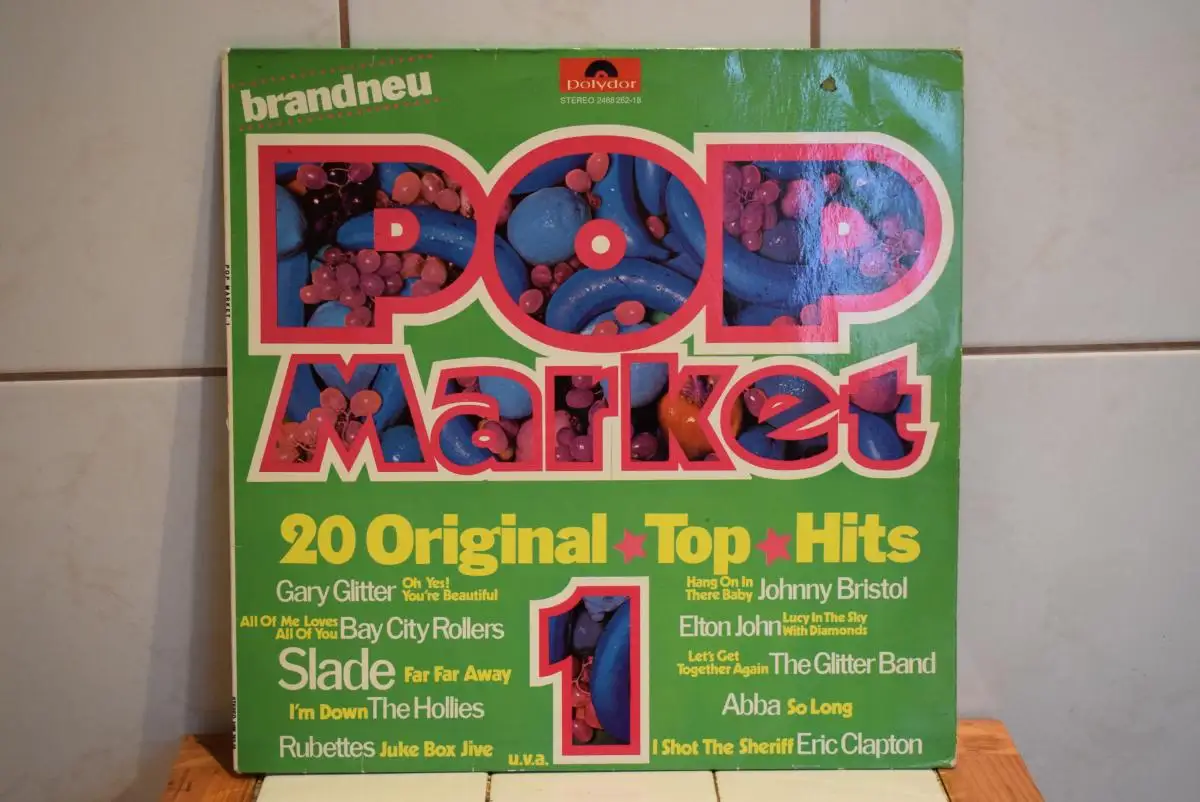 brandneu
polydor
STEREO 2488 262-18
POP
Market
20 Original Top Hits
Gary Glitter Oh Yes!
You're Beautiful
All Of Me Loves
All Of You Bay City Rollers
Slade Far Far Away
I'm Down The Hollies
Rubettes Juke Box Jive
u.v.a.
1
Hang On In
There Baby Johnny Bristol
Elton John Lucy In The Sky
With Diamonds
Let's Get
Together Again The Glitter Band
Abba So Long
I Shot The Sheriff Eric Clapton
POP MARKET 1